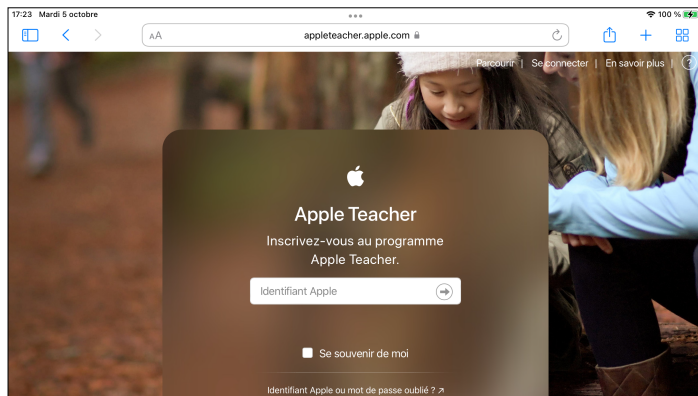 17:23 Mardi 5 octobre
100 %
AA
appleteacher.apple.com
Parcourir | Se connecter | En savoir plus | ?
Apple Teacher
Inscrivez-vous au programme
Apple Teacher.
Identifiant Apple
Se souvenir de moi
Identifiant Apple ou mot de passe oublié ? ↗